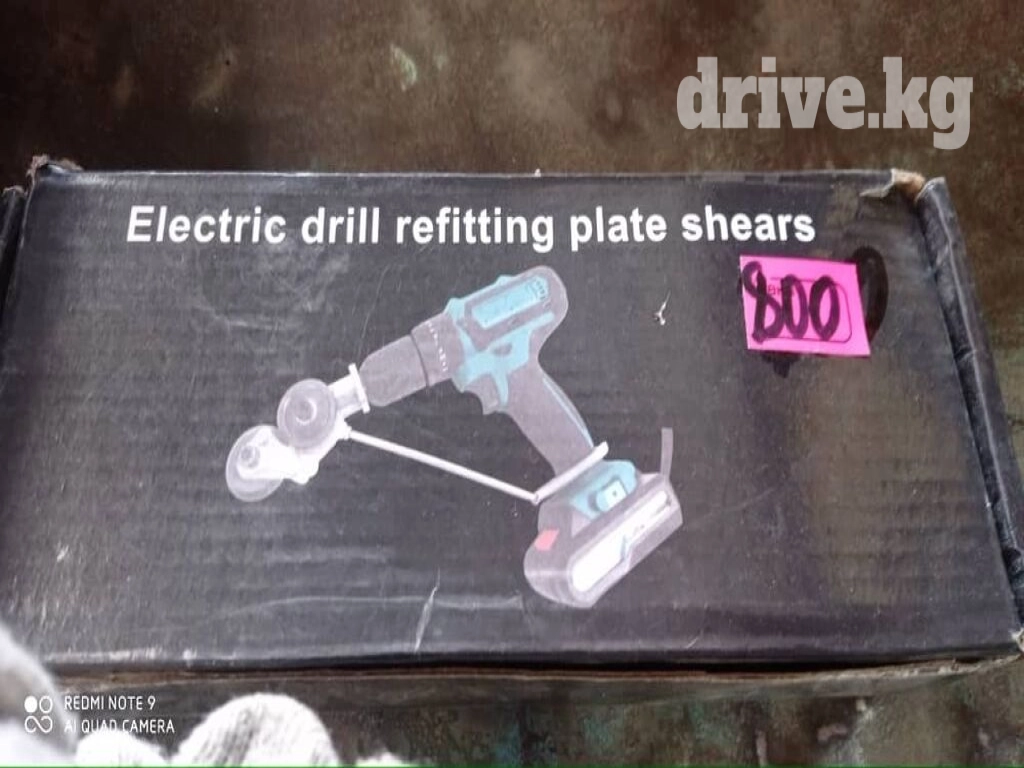 drive.kg
Electric drill refitting plate shears
800
REDMI NOTE 9
AI QUAD CAMERA